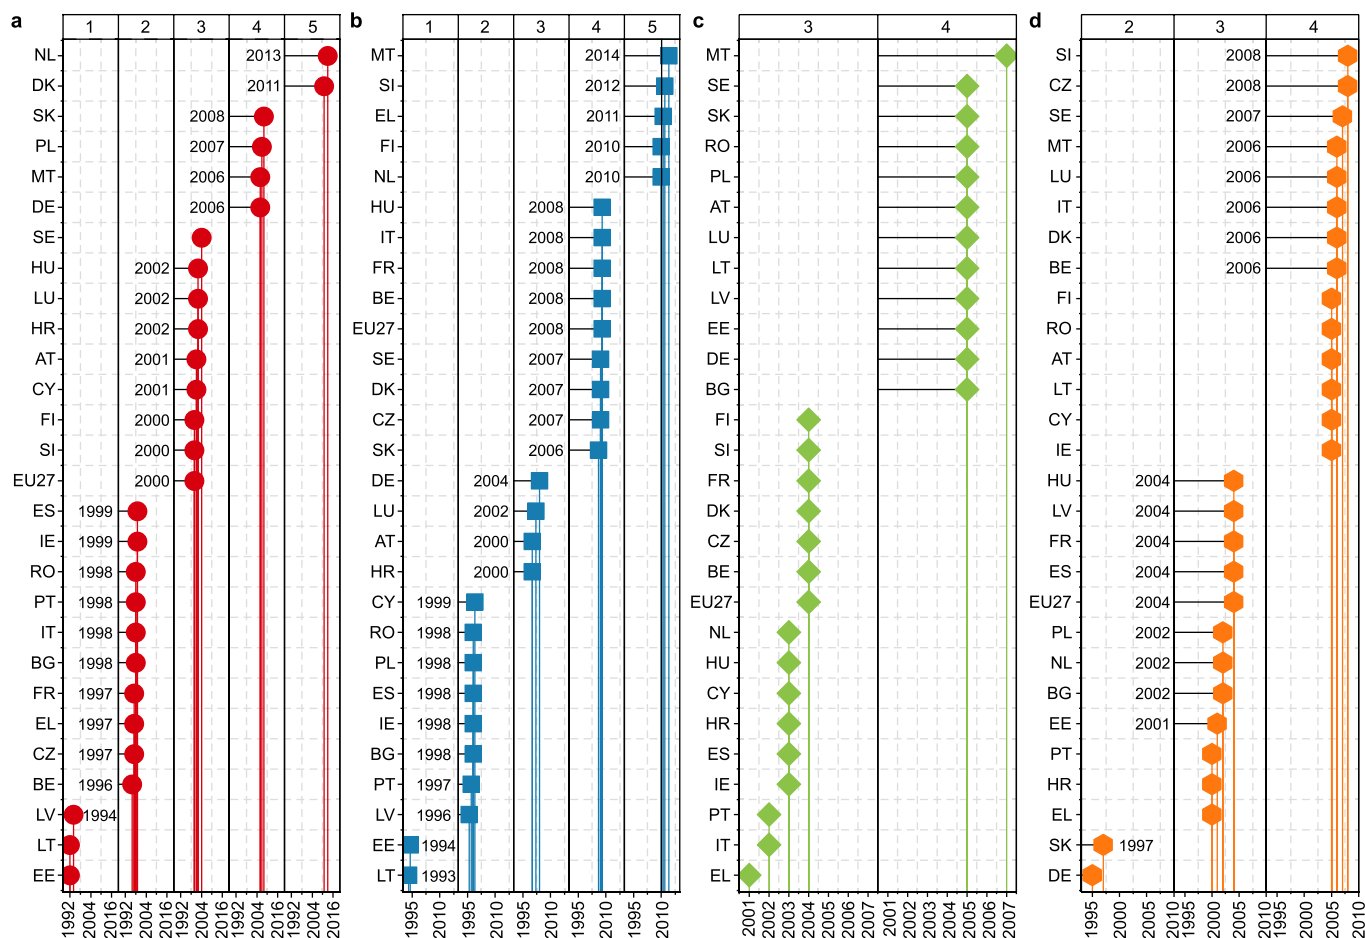 a 1 2 3 4 5
NL 2013
DK 2011
SK 2008
PL 2007
MT 2006
DE 2006
SE
HU 2002
LU 2002
HR 2002
AT 2001
CY 2001
FI 2000
SI 2000
EU27 2000
ES 1999
IE 1999
RO 1998
PT 1998
IT 1998
BG 1998
FR 1997
EL 1997
CZ 1997
BE 1996
LV 1994
LT
EE
1992 2004 2016 1992 2004 2016 1992 2004 2016 1992 2004 2016 1992 2004 2016
b 1 2 3 4 5
MT 2014
SI 2012
EL 2011
FI 2010
NL 2010
HU 2008
IT 2008
FR 2008
BE 2008
EU27 2008
SE 2007
DK 2007
CZ 2007
SK 2006
DE 2004
LU 2002
AT 2000
HR 2000
CY 1999
RO 1998
PL 1998
ES 1998
IE 1998
BG 1998
PT 1997
LV 1996
EE 1994
LT 1993
1995 2010 1995 2010 1995 2010 1995 2010 1995 2010
c 3 4
MT
SE
SK
RO
PL
AT
LU
LT
LV
EE
DE
BG
FI
SI
FR
DK
CZ
BE
EU27
NL
HU
CY
HR
ES
IE
PT
IT
EL
2001 2002 2003 2004 2005 2006 2007 2001 2002 2003 2004 2005 2006 2007
d 2 3 4
SI 2008
CZ 2008
SE 2007
MT 2006
LU 2006
IT 2006
DK 2006
BE 2006
FI
RO
AT
LT
CY
IE
HU 2004
LV 2004
FR 2004
ES 2004
EU27 2004
PL 2002
NL 2002
BG 2002
EE 2001
PT
HR
EL
SK 1997
DE
1995 2000 2005 2010 1995 2000 2005 2010 1995 2000 2005 2010